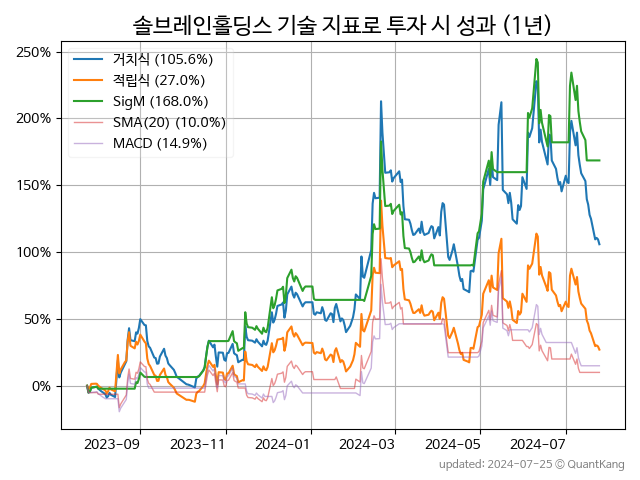 솔브레인홀딩스 기술 지표로 투자 시 성과 (1년)
250%
200%
150%
100%
50%
0%
거치식 (105.6%)
적립식 (27.0%)
SigM (168.0%)
SMA(20) (10.0%)
MACD (14.9%)
2023-09 2023-11 2024-01 2024-03 2024-05 2024-07
updated: 2024-07-25 © QuantKang